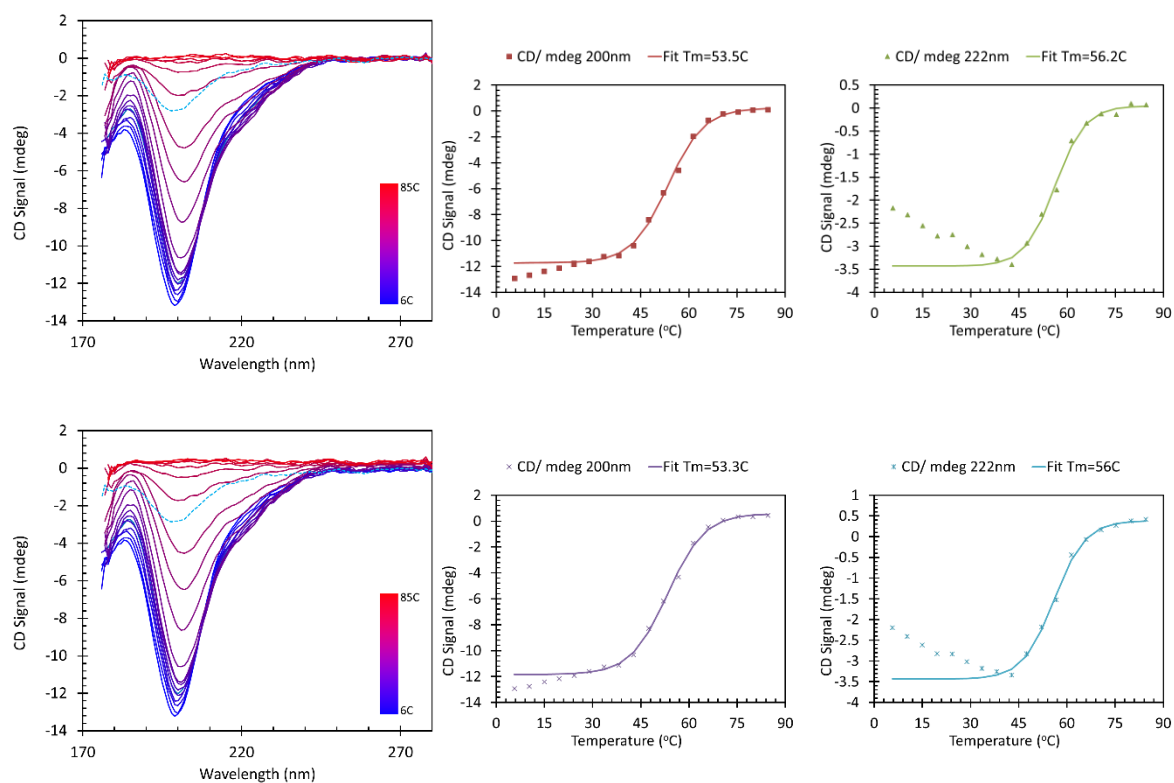 2
0
-2
-4
-6
-8
-10
-12
-14
CD Signal (mdeg)
85C
6C
170 220 270
Wavelength (nm)
CD/ mdeg 200nm Fit Tm=53.5C
2
0
-2
-4
-6
-8
-10
-12
-14
CD Signal (mdeg)
0 15 30 45 60 75 90
Temperature (°C)
CD/ mdeg 222nm Fit Tm=56.2C
0.5
0
-0.5
-1
-1.5
-2
-2.5
-3
-3.5
-4
CD Signal (mdeg)
0 15 30 45 60 75 90
Temperature (°C)
2
0
-2
-4
-6
-8
-10
-12
-14
CD Signal (mdeg)
85C
6C
170 220 270
Wavelength (nm)
CD/ mdeg 200nm Fit Tm=53.3C
2
0
-2
-4
-6
-8
-10
-12
-14
CD Signal (mdeg)
0 15 30 45 60 75 90
Temperature (°C)
CD/ mdeg 222nm Fit Tm=56C
1
0.5
0
-0.5
-1
-1.5
-2
-2.5
-3
-3.5
-4
CD Signal (mdeg)
0 15 30 45 60 75 90
Temperature (°C)